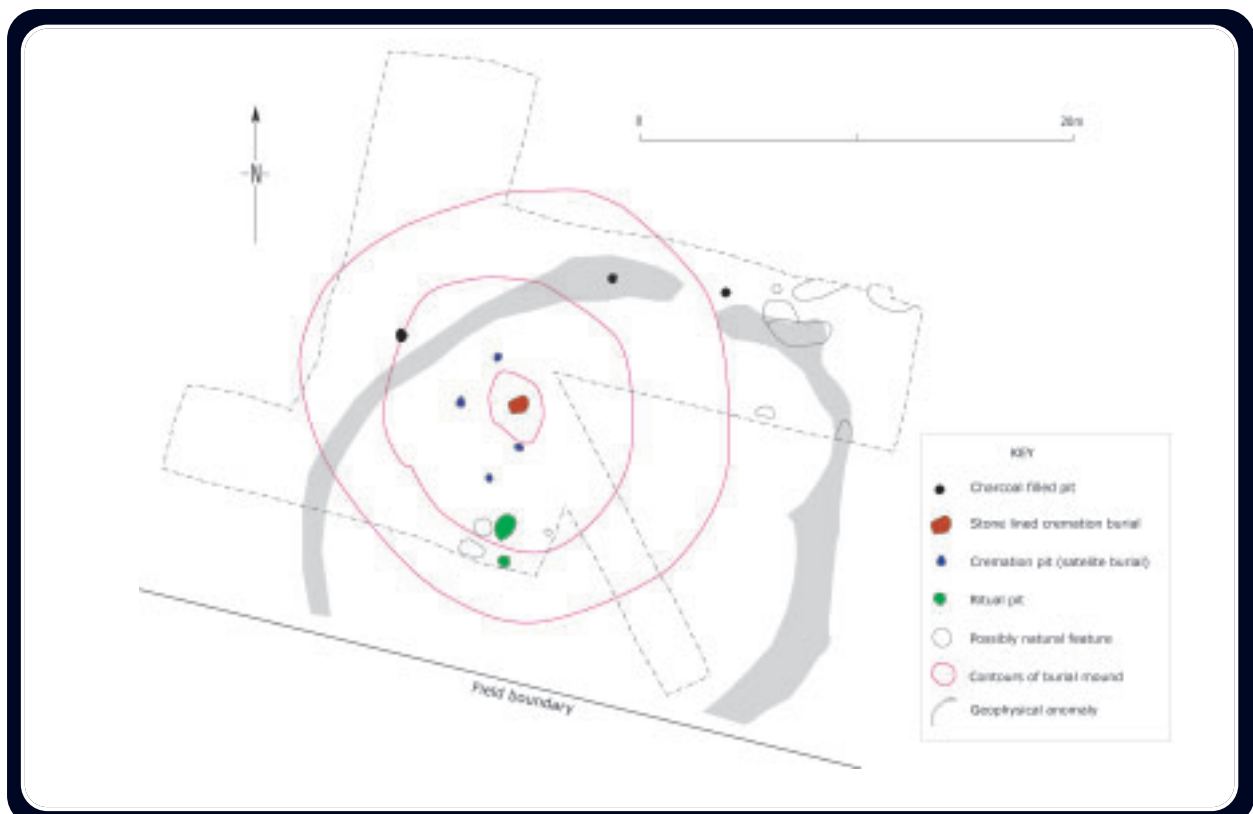 N
0
20m
KEY
Charcoal filled pit
Stone lined cremation burial
Cremation pit (satelite burial)
Ritual pit
Possibly natural feature
Contours of burial mound
Geophysical anomaly
Field boundary